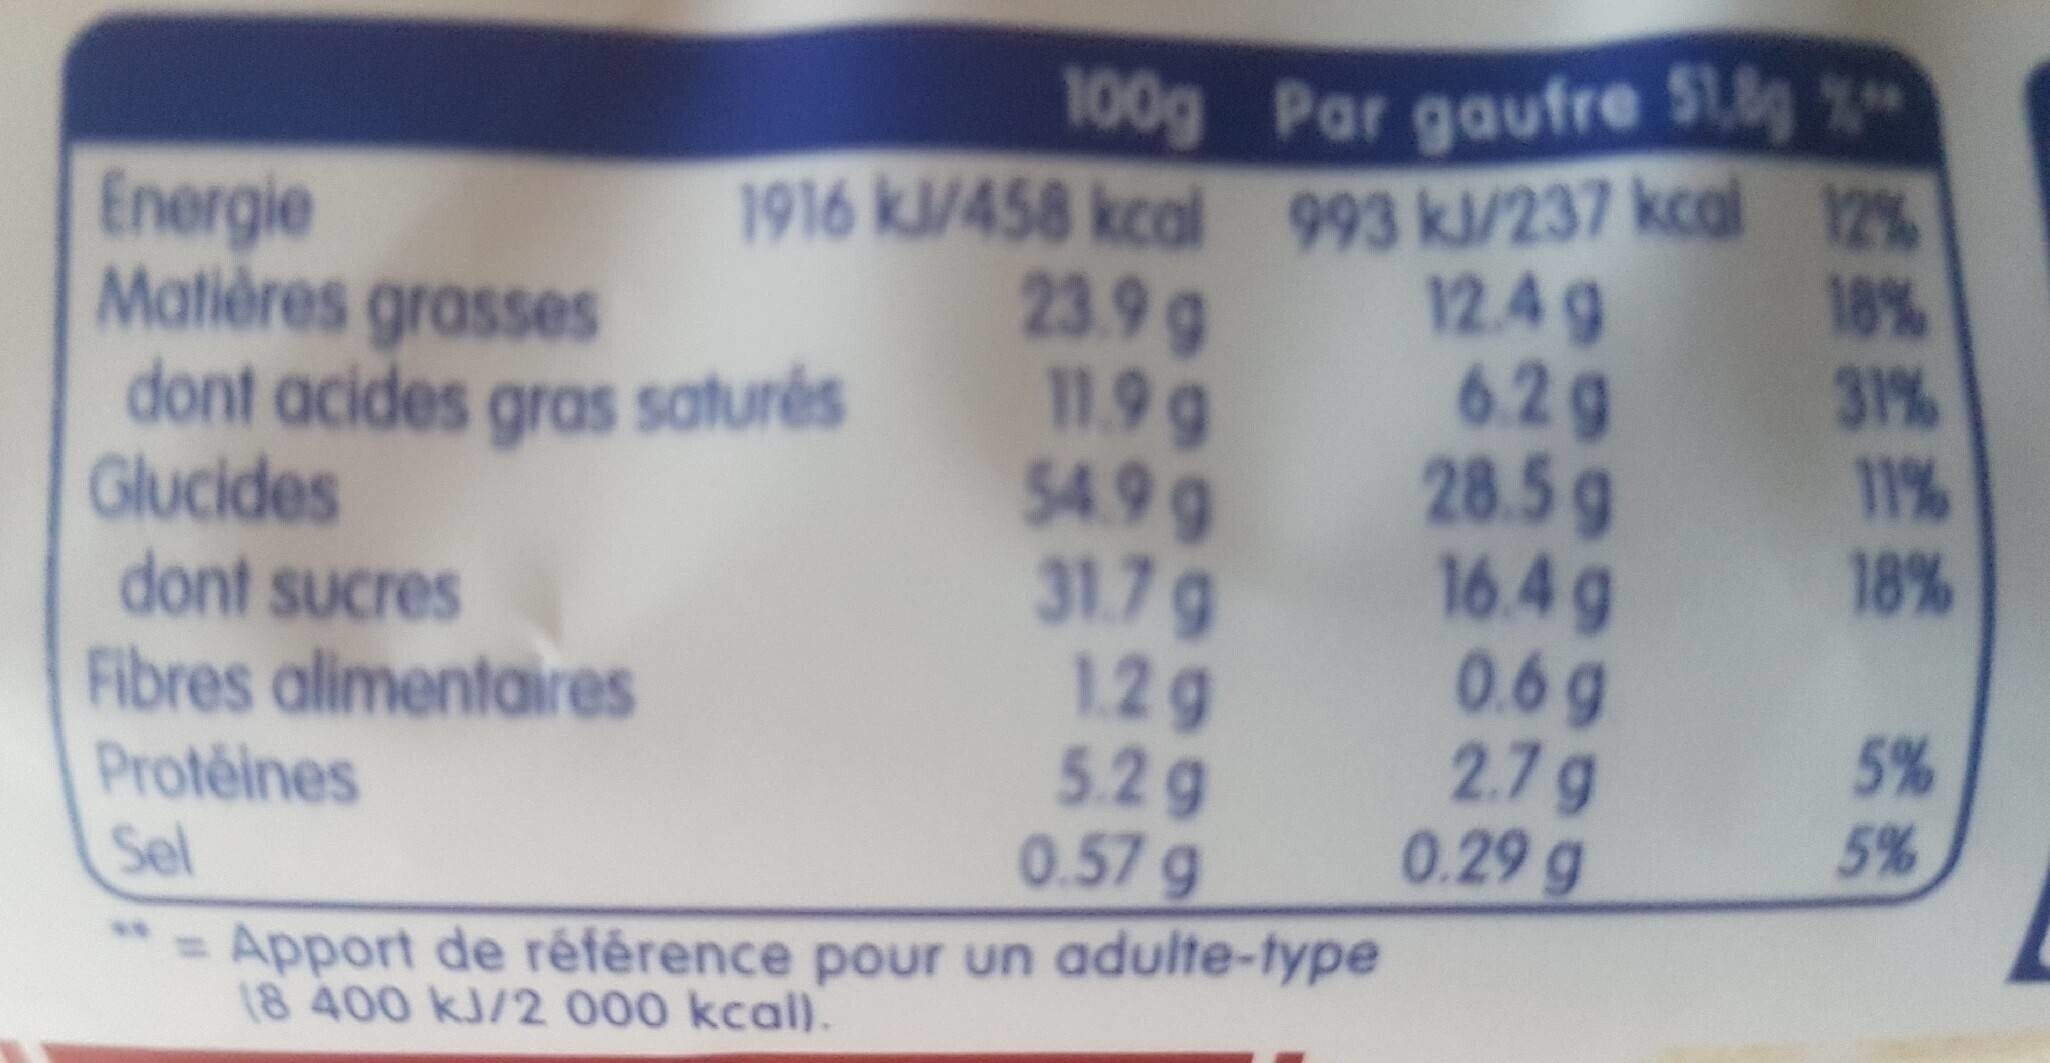 100g Par gaufre 51,8g %**
Energie 1916 kJ/458 kcal 993 kJ/237 kcal 12%
Matières grasses 23.9 g 12.4 g 18%
dont acides gras saturés 11.9 g 6.2 g 31%
Glucides 54.9 g 28.5 g 11%
dont sucres 31.7 g 16.4 g 18%
Fibres alimentaires 1.2 g 0.6 g
Protéines 5.2 g 2.7 g 5%
Sel 0.57 g 0.29 g 5%
** = Apport de référence pour un adulte-type
(8 400 kJ/2 000 kcal).